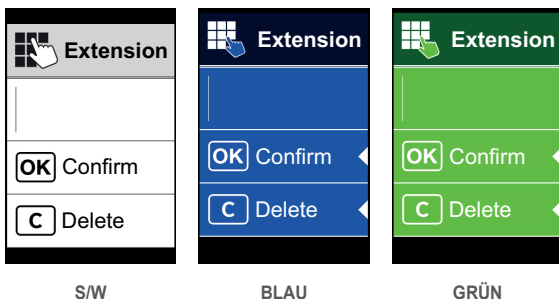 Extension
OK Confirm
C Delete
S/W
Extension
OK Confirm
C Delete
BLAU
Extension
OK Confirm
C Delete
GRÜN